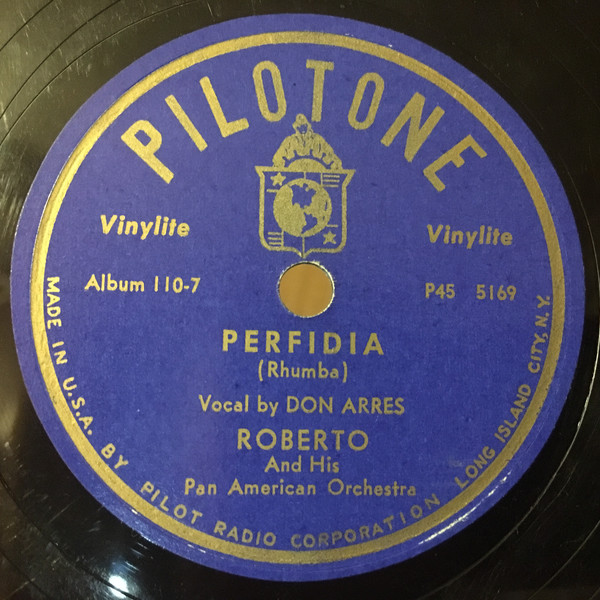 PILOTONE
Vinylite
Vinylite
Album 110-7
P45 5169
PERFIDIA
(Rhumba)
Vocal by DON ARRES
ROBERTO
And His
Pan American Orchestra
MADE IN U.S.A. BY PILOT RADIO CORPORATION LONG ISLAND CITY, N.Y.